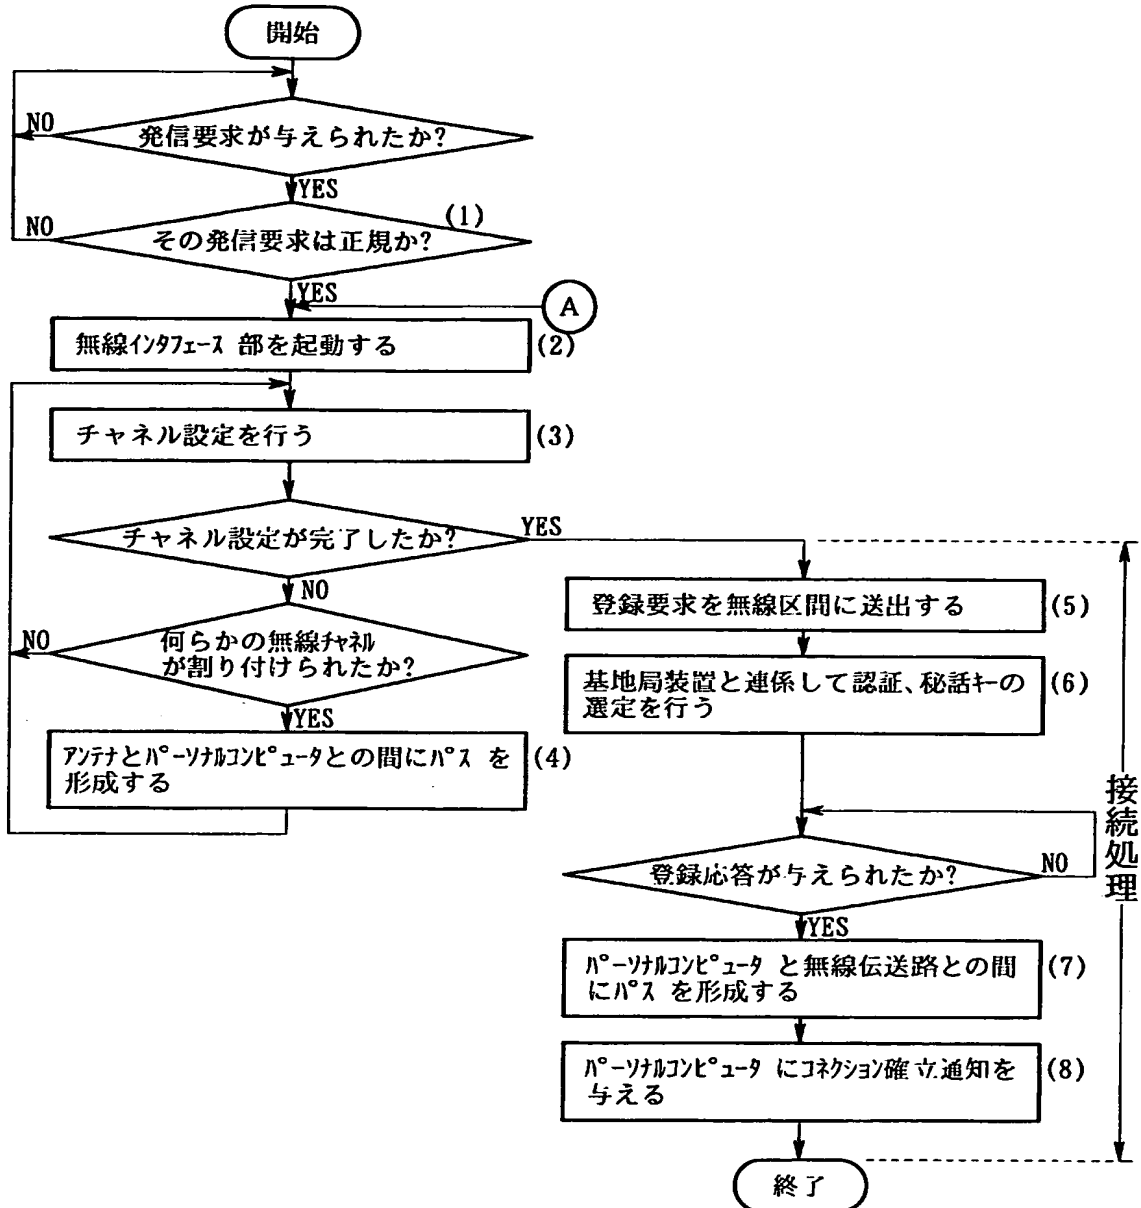 開始
発信要求が与えられたか?
NO
YES
(1)
その発信要求は正規か?
NO
YES
A
無線ｲﾝﾀﾌｪｰｽ 部を起動する
(2)
チャネル設定を行う
(3)
チャネル設定が完了したか?
YES
NO
何らかの無線ﾁｬﾈﾙ
が割り付けられたか?
NO
YES
ｱﾝﾃﾅとﾊﾟｰｿﾅﾙｺﾝﾋﾟｭｰﾀとの間にﾊﾟｽ を
形成する
(4)
登録要求を無線区間に送出する
(5)
基地局装置と連係して認証、秘話ｷｰの
選定を行う
(6)
登録応答が与えられたか?
NO
YES
ﾊﾟｰｿﾅﾙｺﾝﾋﾟｭｰﾀ と無線伝送路との間
にﾊﾟｽ を形成する
(7)
ﾊﾟｰｿﾅﾙｺﾝﾋﾟｭｰﾀ にｺﾈｸｼｮﾝ確立通知を
与える
(8)
終了
接続処理